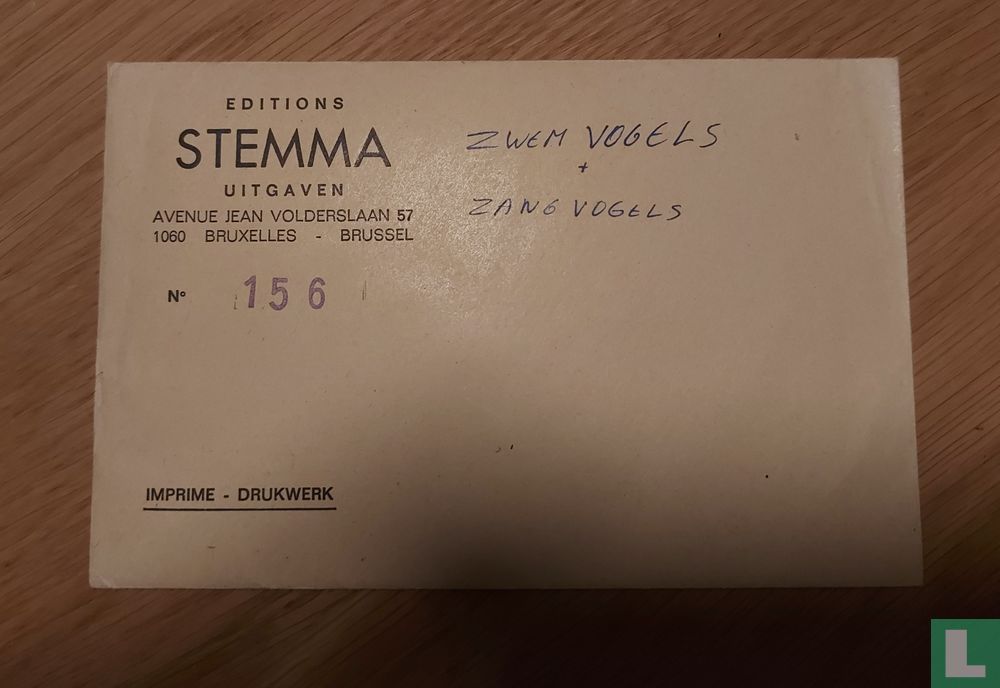 EDITIONS
STEMMA
UITGAVEN
AVENUE JEAN VOLDERSLAAN 57
1060 BRUXELLES - BRUSSEL
N° 156
ZWEM VOGELS
+
ZANG VOGELS
IMPRIME - DRUKWERK
L